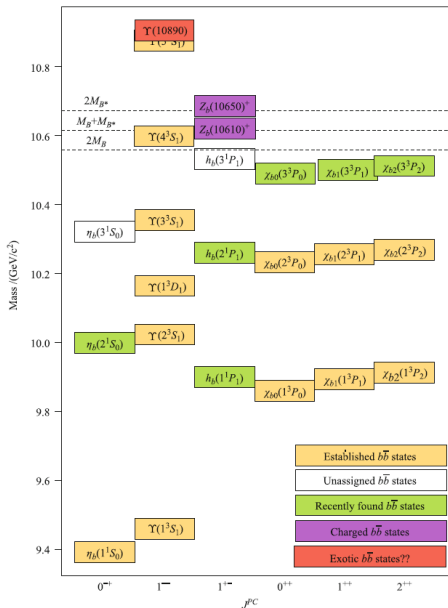 ϒ(10890)
ϒ(5³S₁)
10.8
2M_B*
Z_b(10650)⁺
M_B+M_B*
Z_b(10610)⁺
10.6
2M_B
ϒ(4³S₁)
h_b(3¹P₁)
χ_b0(3³P₀)
χ_b1(3³P₁)
χ_b2(3³P₂)
10.4
η_b(3¹S₀)
ϒ(3³S₁)
h_b(2¹P₁)
χ_b0(2³P₀)
χ_b1(2³P₁)
χ_b2(2³P₂)
10.2
ϒ(1³D₁)
Mass /(GeV/c²)
10.0
η_b(2¹S₀)
ϒ(2³S₁)
h_b(1¹P₁)
χ_b0(1³P₀)
χ_b1(1³P₁)
χ_b2(1³P₂)
9.8
9.6
Established bb̅ states
Unassigned bb̅ states
Recently found bb̅ states
Charged bb̅ states
Exotic bb̅ states??
ϒ(1³S₁)
9.4
η_b(1¹S₀)
0⁻⁺ 1⁻⁻ 1⁺⁻ 0⁺⁺ 1⁺⁺ 2⁺⁺
J^PC